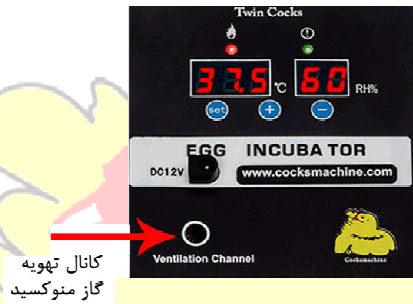 Twin Cocks
37.5 °C 60 RH%
set + −
EGG INCUBATOR
DC12V www.cocksmachine.com
Ventilation Channel
Cocksmachine
کانال تهویه
گاز منوکسید